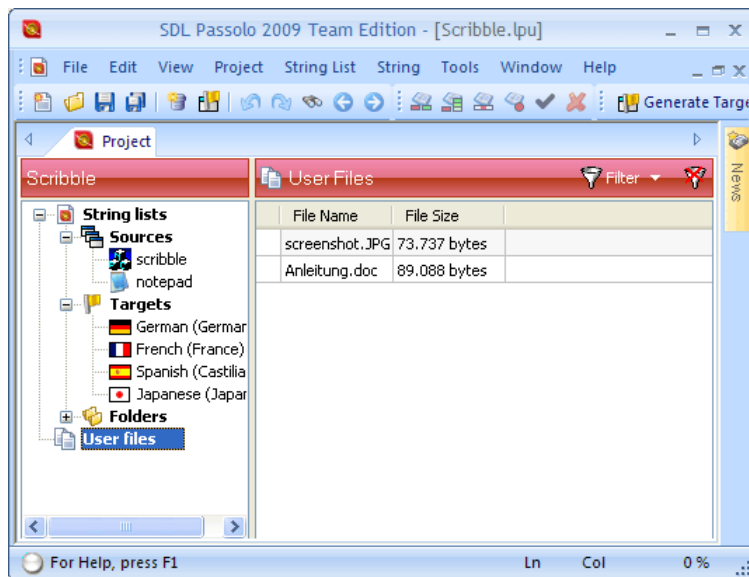 SDL Passolo 2009 Team Edition - [Scribble.lpu]
File Edit View Project String List String Tools Window Help
Generate Targe
Project
News
Scribble
User Files Filter
String lists
Sources
scribble
notepad
Targets
German (Germar
French (France)
Spanish (Castilia
Japanese (Japar
Folders
User files
File Name File Size
screenshot.JPG 73.737 bytes
Anleitung.doc 89.088 bytes
For Help, press F1 Ln Col 0 %